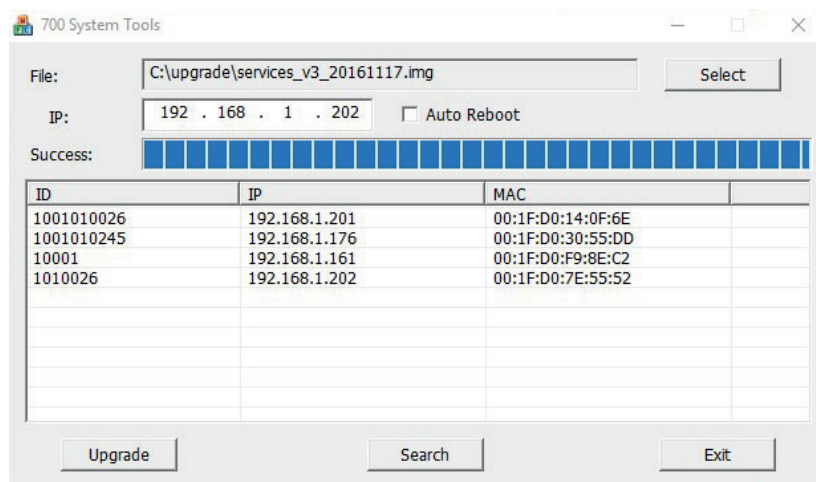 700 System Tools
File: C:\upgrade\services_v3_20161117.img Select
IP: 192 . 168 . 1 . 202 Auto Reboot
Success:
ID IP MAC
1001010026 192.168.1.201 00:1F:D0:14:0F:6E
1001010245 192.168.1.176 00:1F:D0:30:55:DD
10001 192.168.1.161 00:1F:D0:F9:8E:C2
1010026 192.168.1.202 00:1F:D0:7E:55:52
Upgrade Search Exit